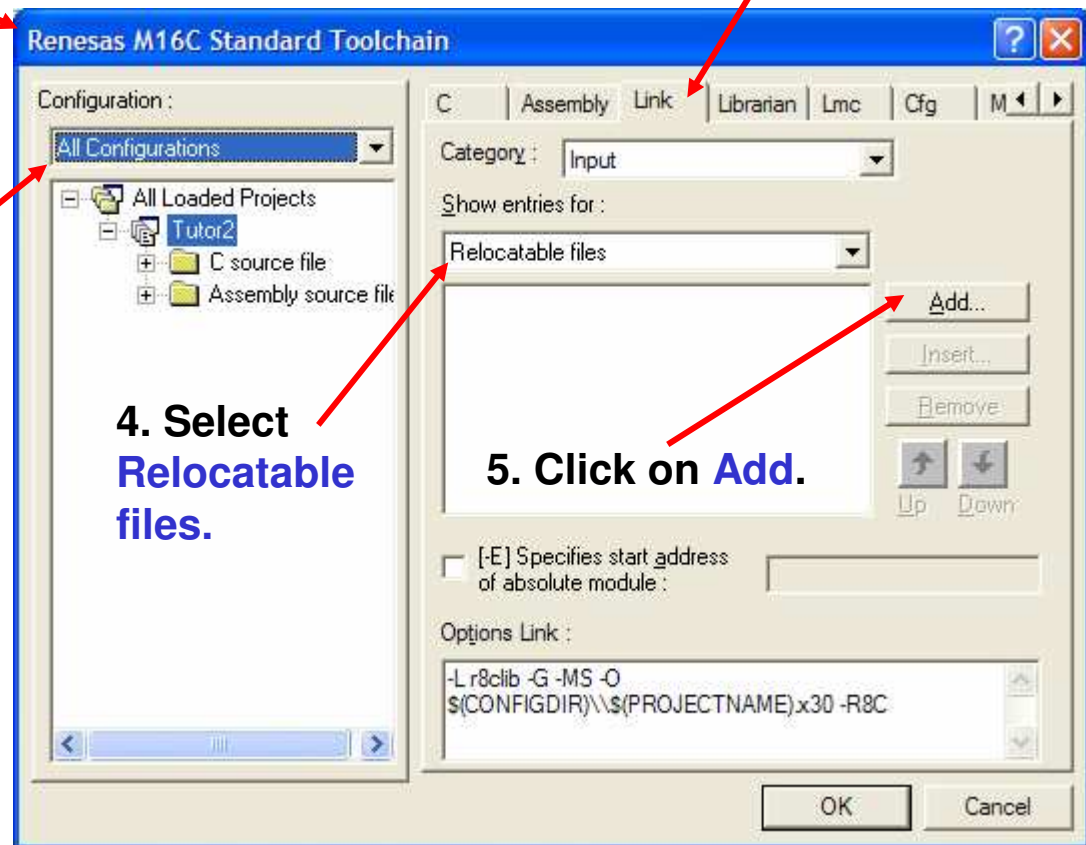 Renesas M16C Standard Toolchain
Configuration :
All Configurations
All Loaded Projects
Tutor2
C source file
Assembly source file
C Assembly Link Librarian Lmc Cfg M
Category : Input
Show entries for :
Relocatable files
Add...
Insert...
Remove
Up Down
4. Select
Relocatable
files.
5. Click on Add.
[-E] Specifies start address
of absolute module :
Options Link :
-L r8clib -G -MS -O
$(CONFIGDIR)\\$(PROJECTNAME).x30 -R8C
OK Cancel